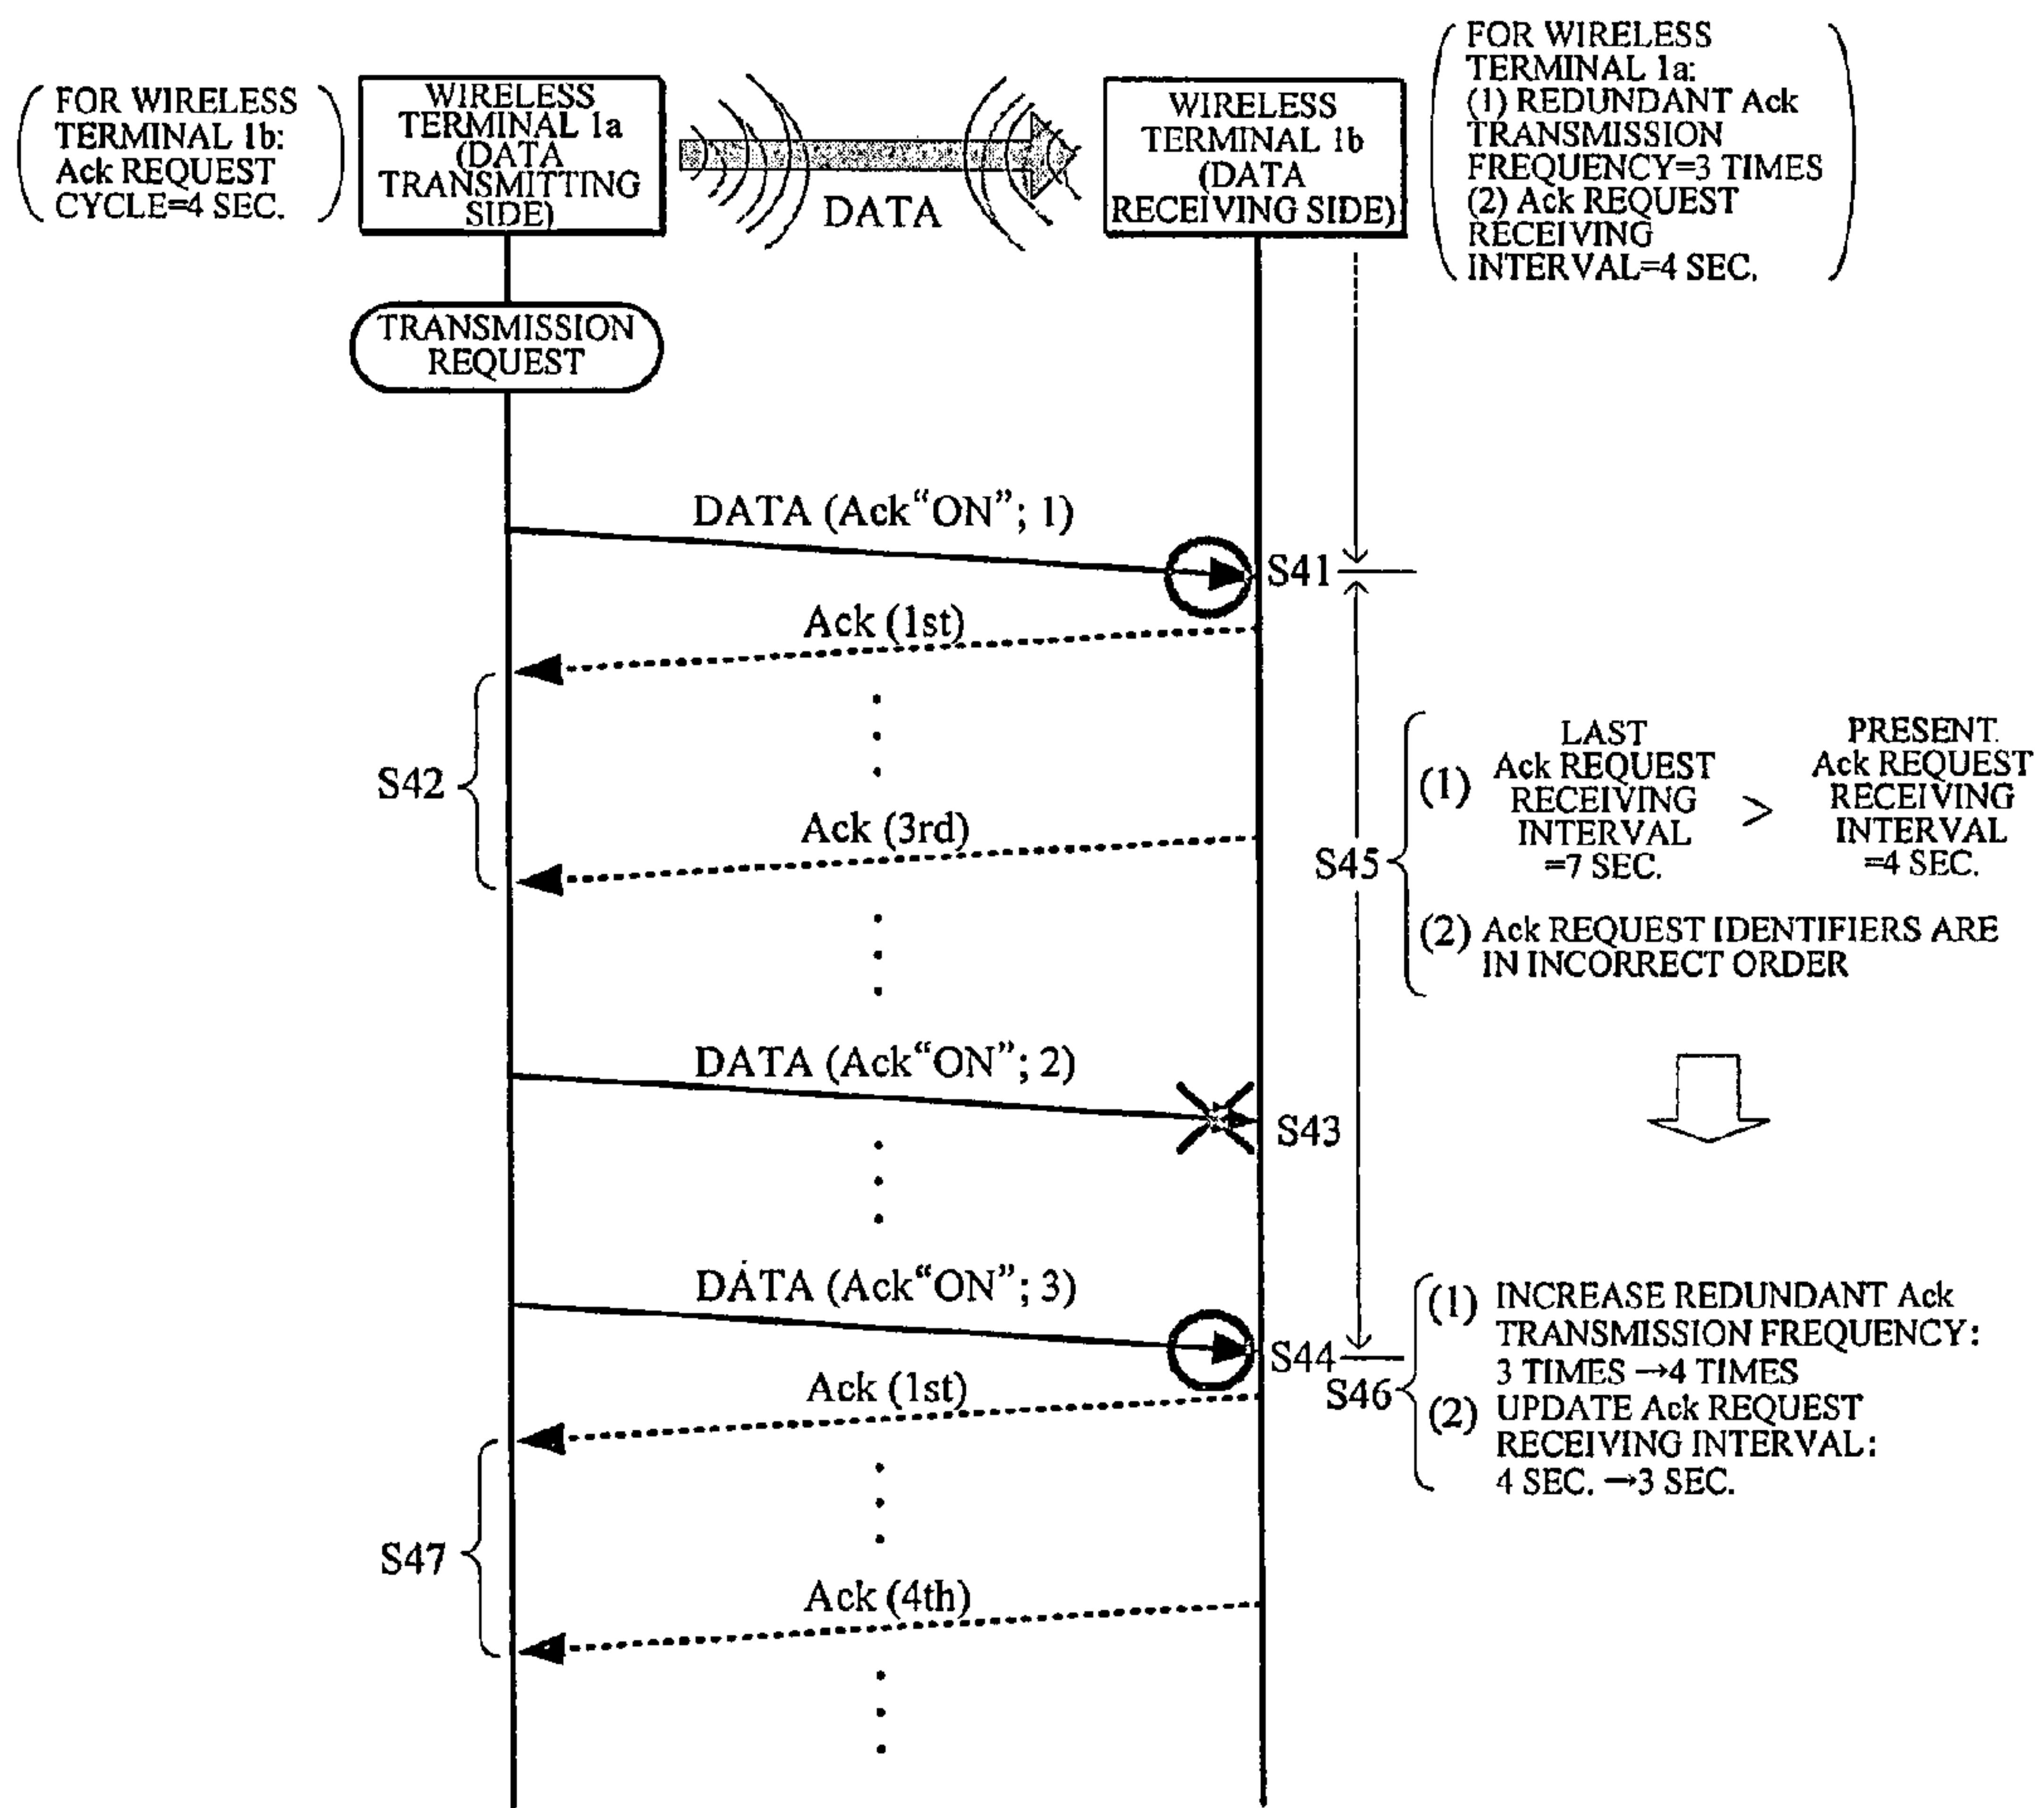 FOR WIRELESS
TERMINAL 1b:
Ack REQUEST
CYCLE=4 SEC.
WIRELESS
TERMINAL 1a
(DATA
TRANSMITTING
SIDE)
DATA
WIRELESS
TERMINAL 1b
(DATA
RECEIVING SIDE)
FOR WIRELESS
TERMINAL 1a:
(1) REDUNDANT Ack
TRANSMISSION
FREQUENCY=3 TIMES
(2) Ack REQUEST
RECEIVING
INTERVAL=4 SEC.
TRANSMISSION
REQUEST
DATA (Ack“ON”; 1)
S41
Ack (1st)
S42
Ack (3rd)
S45
(1)
LAST
Ack REQUEST
RECEIVING
INTERVAL
=7 SEC.
>
PRESENT.
Ack REQUEST
RECEIVING
INTERVAL
=4 SEC.
(2) Ack REQUEST IDENTIFIERS ARE
IN INCORRECT ORDER
DATA (Ack“ON”; 2)
S43
DATA (Ack“ON”; 3)
S44
Ack (1st)
S46
(1) INCREASE REDUNDANT Ack
TRANSMISSION FREQUENCY:
3 TIMES→4 TIMES
(2) UPDATE Ack REQUEST
RECEIVING INTERVAL:
4 SEC.→3 SEC.
S47
Ack (4th)